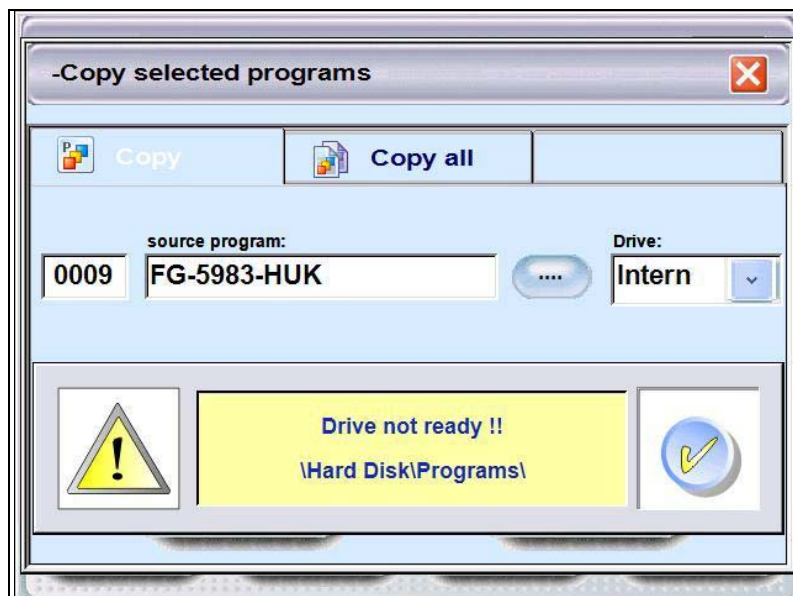 -Copy selected programs
Copy
Copy all
source program:
Drive:
0009
FG-5983-HUK
....
Intern
Drive not ready !!
\Hard Disk\Programs\